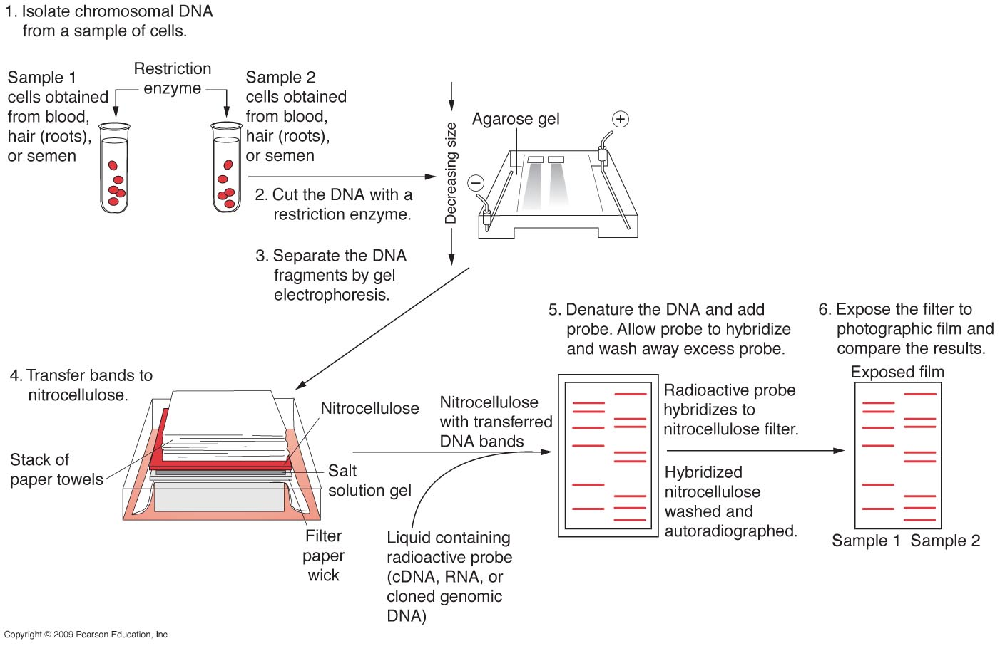 1. Isolate chromosomal DNA
from a sample of cells.
Sample 1
cells obtained
from blood,
hair (roots),
or semen
Restriction
enzyme
Sample 2
cells obtained
from blood,
hair (roots),
or semen
2. Cut the DNA with a
restriction enzyme.
3. Separate the DNA
fragments by gel
electrophoresis.
Decreasing size
Agarose gel
+
−
4. Transfer bands to
nitrocellulose.
Stack of
paper towels
Nitrocellulose
Salt
solution gel
Filter
paper
wick
Nitrocellulose
with transferred
DNA bands
Liquid containing
radioactive probe
(cDNA, RNA, or
cloned genomic
DNA)
5. Denature the DNA and add
probe. Allow probe to hybridize
and wash away excess probe.
Radioactive probe
hybridizes to
nitrocellulose filter.
Hybridized
nitrocellulose
washed and
autoradiographed.
6. Expose the filter to
photographic film and
compare the results.
Exposed film
Sample 1 Sample 2
Copyright © 2009 Pearson Education, Inc.